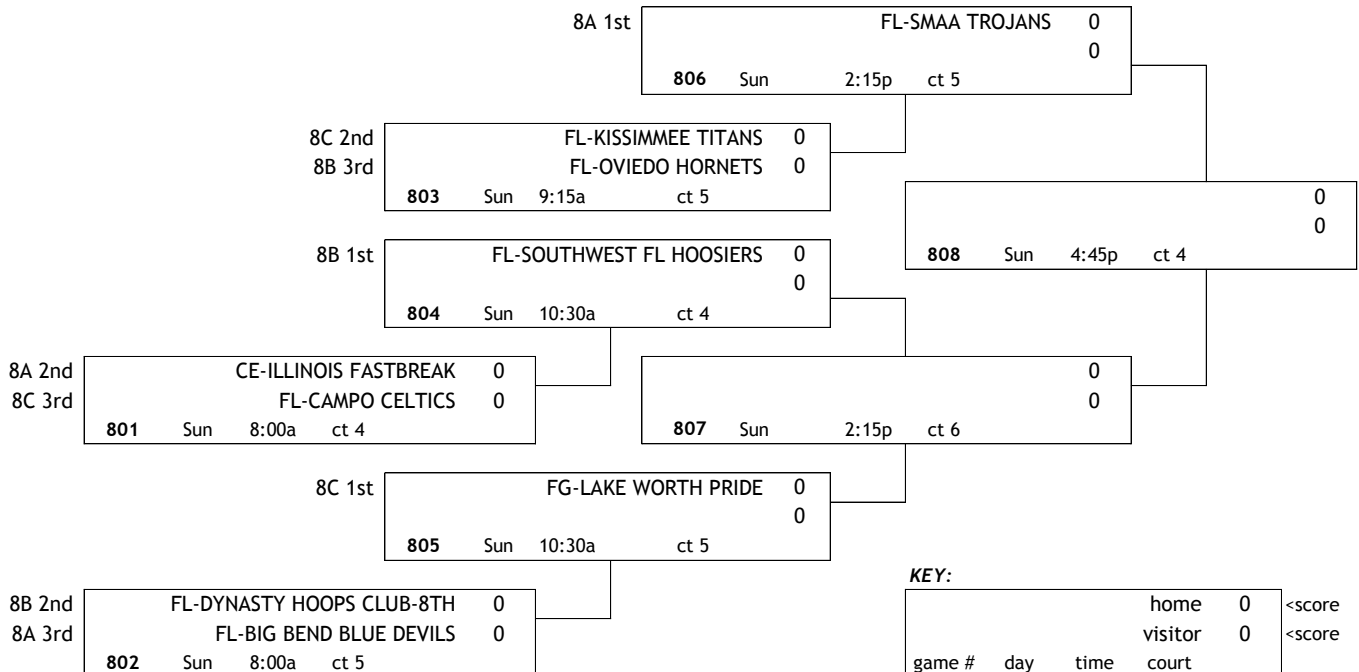 8A 1st FL-SMAA TROJANS 0
0
806 Sun 2:15p ct 5
8C 2nd FL-KISSIMMEE TITANS 0
8B 3rd FL-OVIEDO HORNETS 0
803 Sun 9:15a ct 5
0
0
808 Sun 4:45p ct 4
8B 1st FL-SOUTHWEST FL HOOSIERS 0
0
804 Sun 10:30a ct 4
8A 2nd CE-ILLINOIS FASTBREAK 0
8C 3rd FL-CAMPO CELTICS 0
801 Sun 8:00a ct 4
0
0
807 Sun 2:15p ct 6
8C 1st FG-LAKE WORTH PRIDE 0
0
805 Sun 10:30a ct 5
8B 2nd FL-DYNASTY HOOPS CLUB-8TH 0
8A 3rd FL-BIG BEND BLUE DEVILS 0
802 Sun 8:00a ct 5
KEY:
home 0 <score
visitor 0 <score
game # day time court